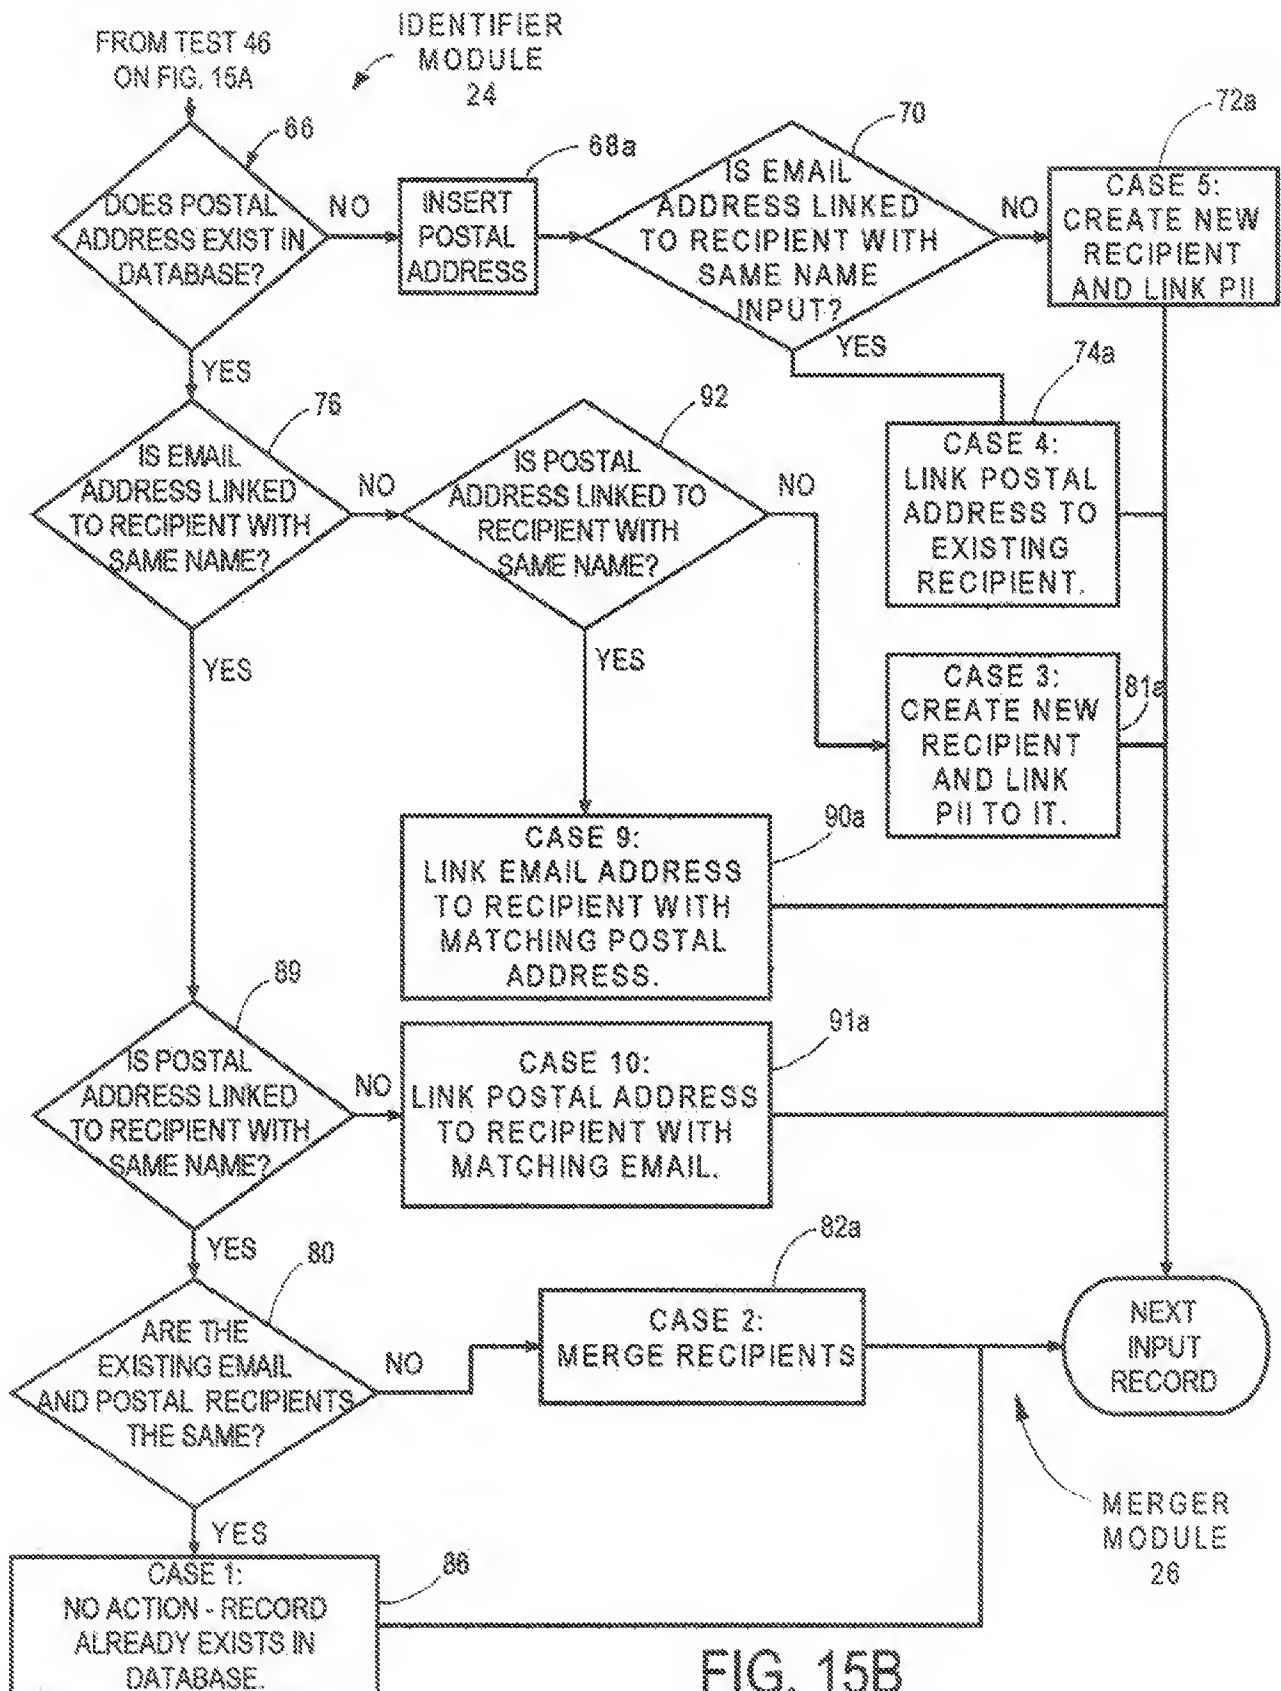 FROM TEST 46
ON FIG. 15A
IDENTIFIER
MODULE
24
66
DOES POSTAL
ADDRESS EXIST IN
DATABASE?
NO
68a
INSERT
POSTAL
ADDRESS
70
IS EMAIL
ADDRESS LINKED
TO RECIPIENT WITH
SAME NAME
INPUT?
NO
72a
CASE 5:
CREATE NEW
RECIPIENT
AND LINK PII
YES
YES
74a
CASE 4:
LINK POSTAL
ADDRESS TO
EXISTING
RECIPIENT.
76
IS EMAIL
ADDRESS LINKED
TO RECIPIENT WITH
SAME NAME?
NO
92
IS POSTAL
ADDRESS LINKED TO
RECIPIENT WITH
SAME NAME?
NO
YES
YES
CASE 3:
CREATE NEW
RECIPIENT
AND LINK
PII TO IT.
81a
90a
CASE 9:
LINK EMAIL ADDRESS
TO RECIPIENT WITH
MATCHING POSTAL
ADDRESS.
89
IS POSTAL
ADDRESS LINKED
TO RECIPIENT WITH
SAME NAME?
NO
91a
CASE 10:
LINK POSTAL ADDRESS
TO RECIPIENT WITH
MATCHING EMAIL.
YES
80
ARE THE
EXISTING EMAIL
AND POSTAL RECIPIENTS
THE SAME?
NO
82a
CASE 2:
MERGE RECIPIENTS
NEXT
INPUT
RECORD
MERGER
MODULE
26
YES
86
CASE 1:
NO ACTION - RECORD
ALREADY EXISTS IN
DATABASE.
FIG. 15B